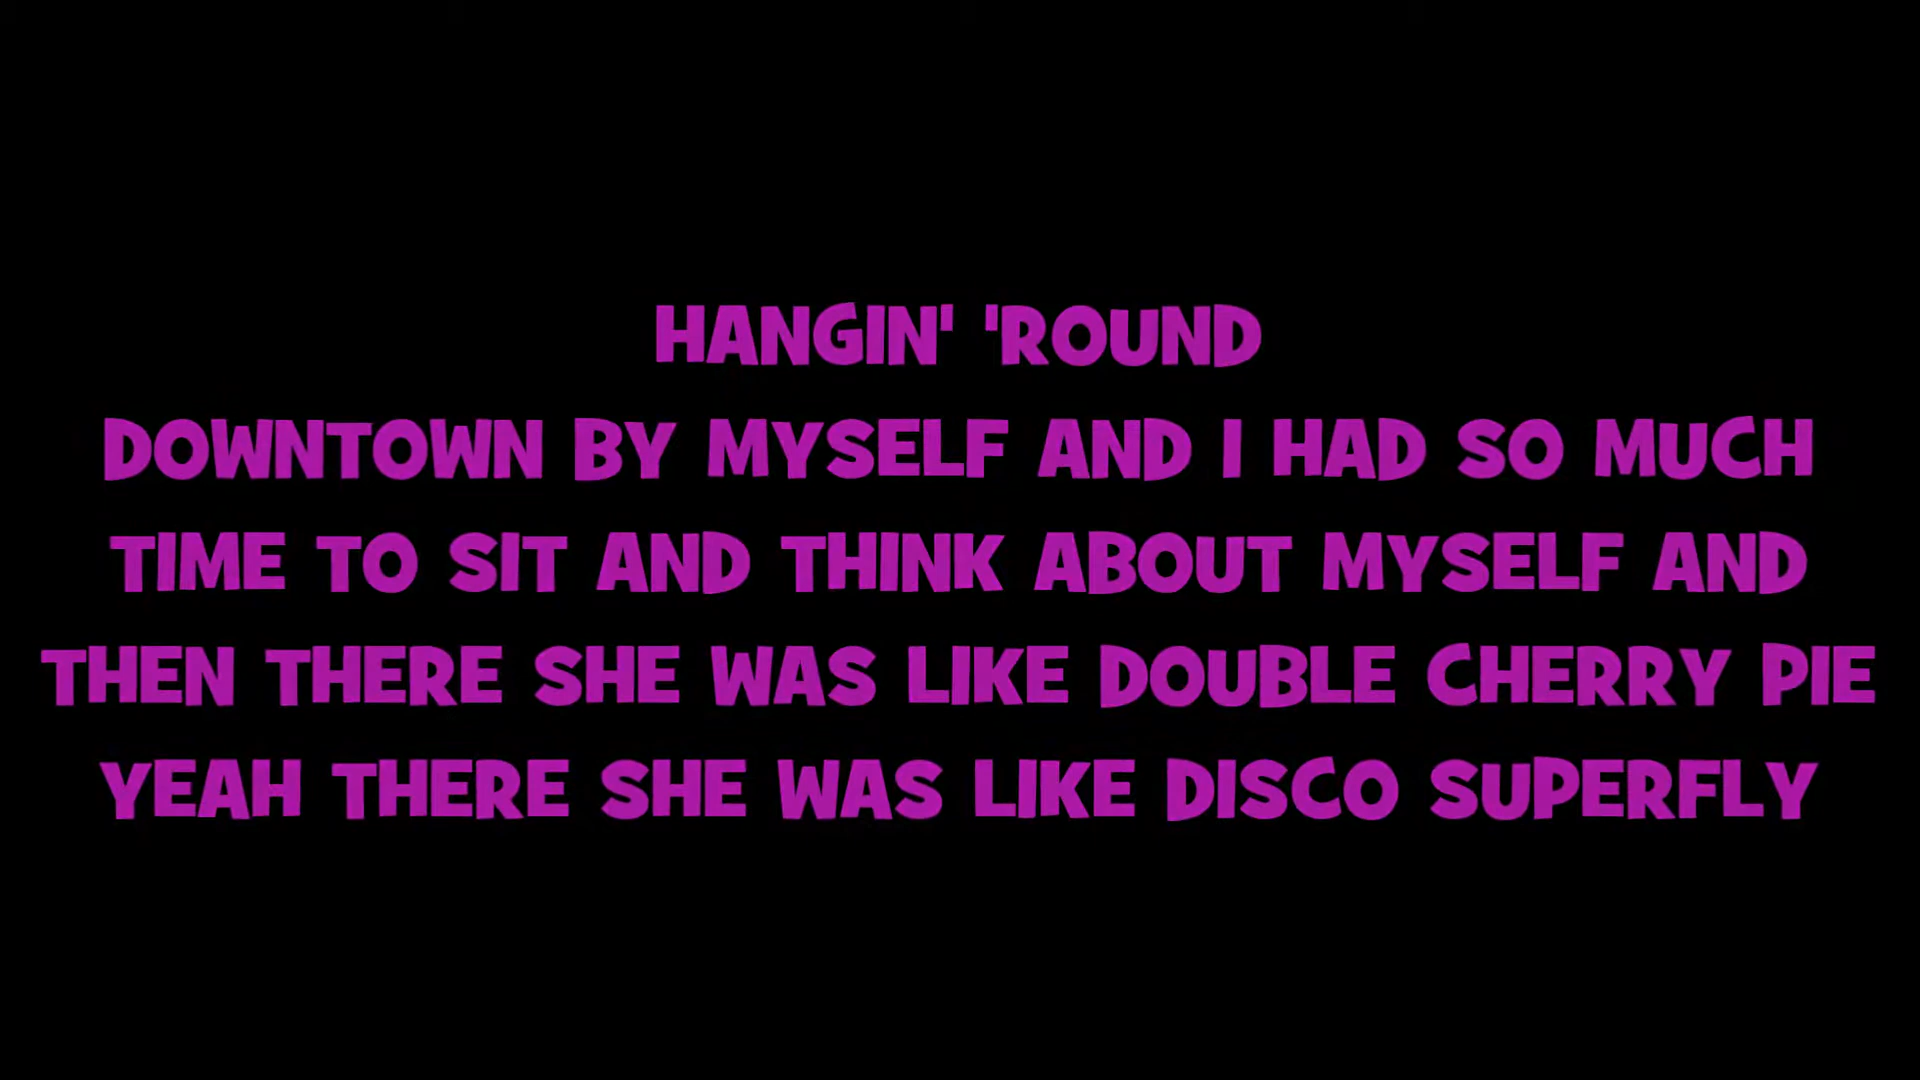 HANGIN' 'ROUND
DOWNTOWN BY MYSELF AND I HAD SO MUCH
TIME TO SIT AND THINK ABOUT MYSELF AND
THEN THERE SHE WAS LIKE DOUBLE CHERRY PIE
YEAH THERE SHE WAS LIKE DISCO SUPERFLY